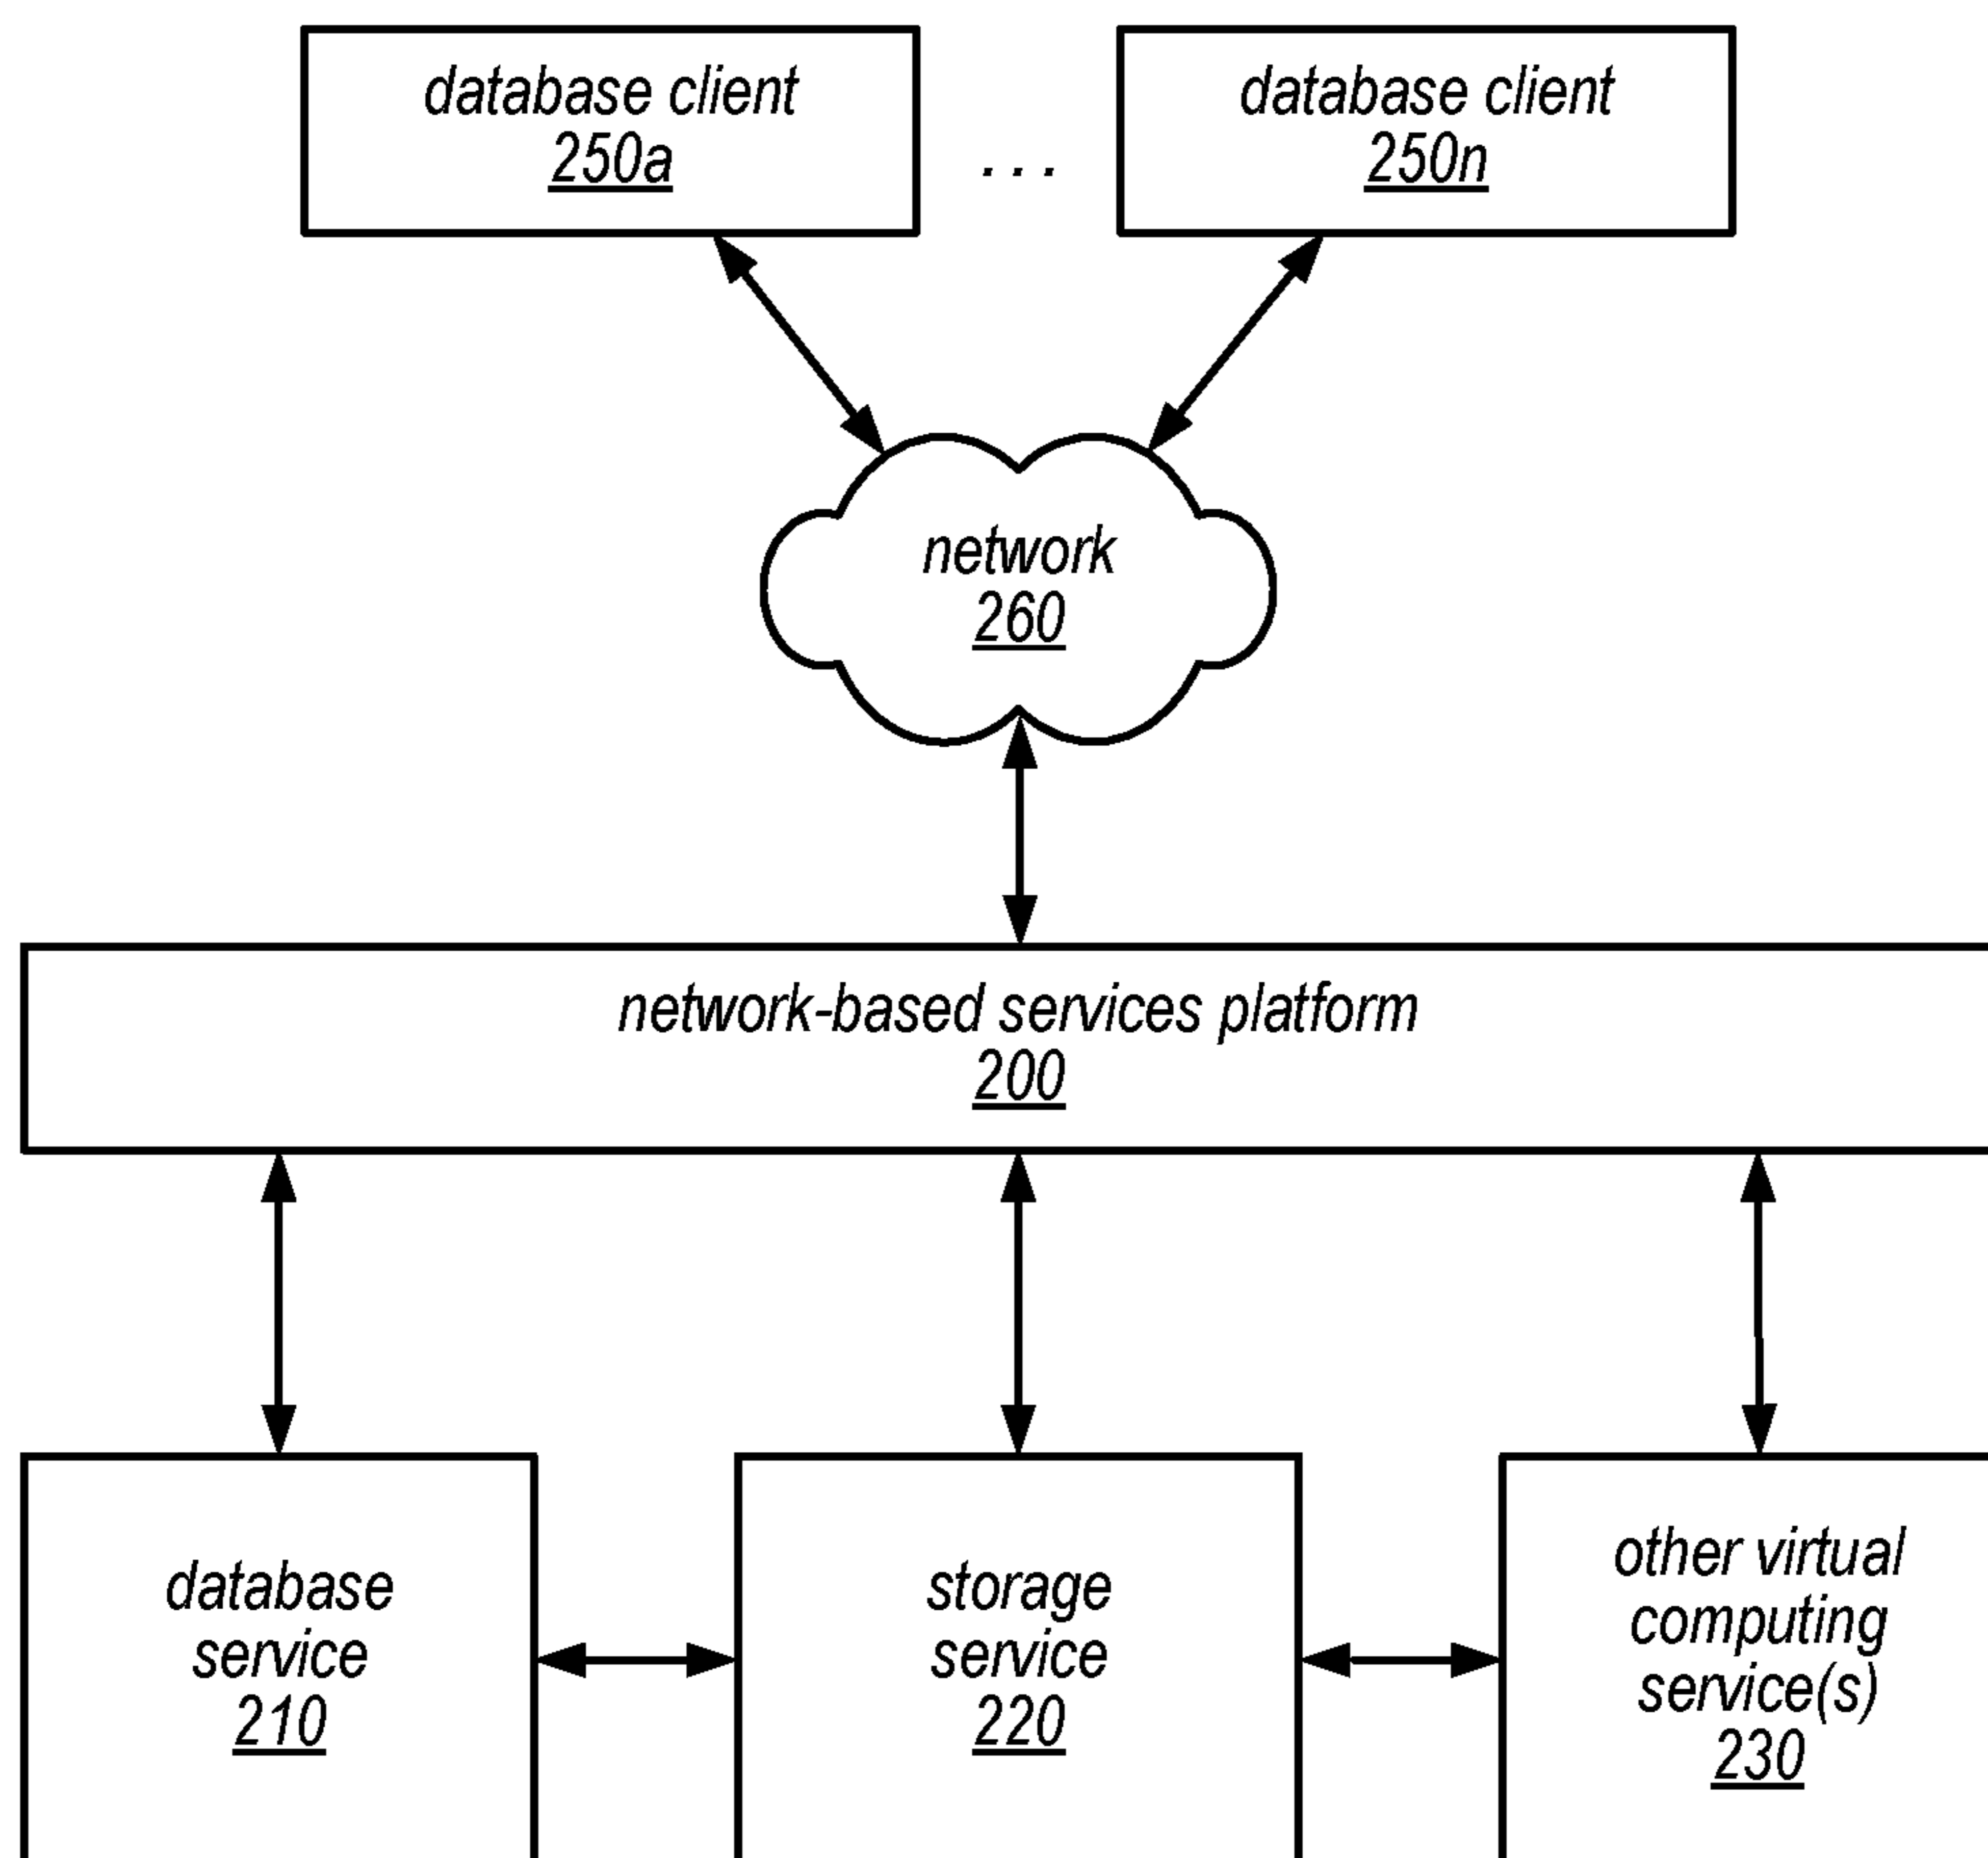 database client
250a
. . .
database client
250n
network
260
network-based services platform
200
database
service
210
storage
service
220
other virtual
computing
service(s)
230